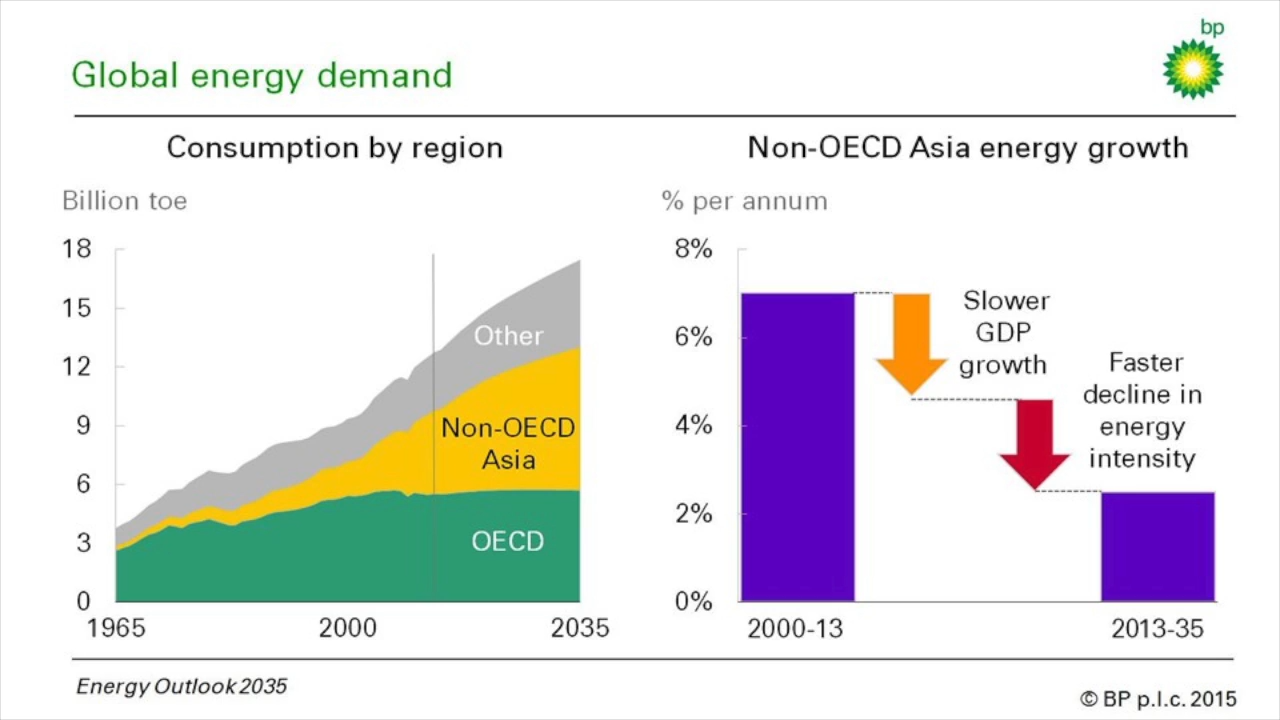 bp
Global energy demand
Consumption by region
Billion toe
18
15
12
9
6
3
0
Other
Non-OECD
Asia
OECD
1965
2000
2035
Non-OECD Asia energy growth
% per annum
8%
6%
4%
2%
0%
Slower
GDP
growth
Faster
decline in
energy
intensity
2000-13
2013-35
Energy Outlook 2035
© BP p.l.c. 2015